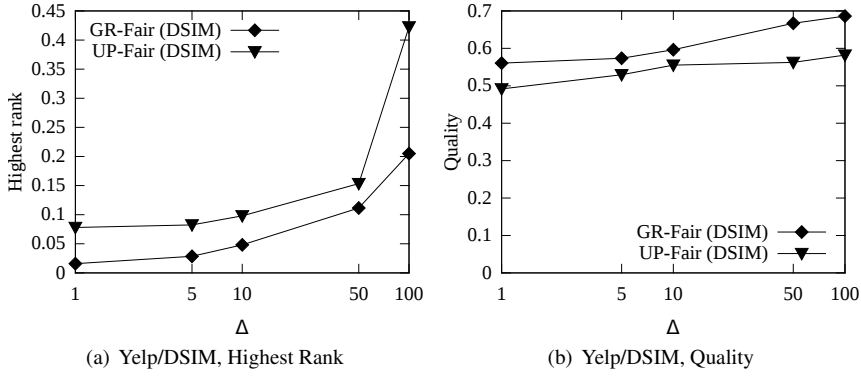 0.45
0.4
0.35
0.3
0.25
0.2
0.15
0.1
0.05
0
Highest rank
GR-Fair (DSIM)
UP-Fair (DSIM)
1 5 10 50 100
Δ
(a) Yelp/DSIM, Highest Rank
0.7
0.6
0.5
0.4
0.3
0.2
0.1
0
Quality
GR-Fair (DSIM)
UP-Fair (DSIM)
1 5 10 50 100
Δ
(b) Yelp/DSIM, Quality